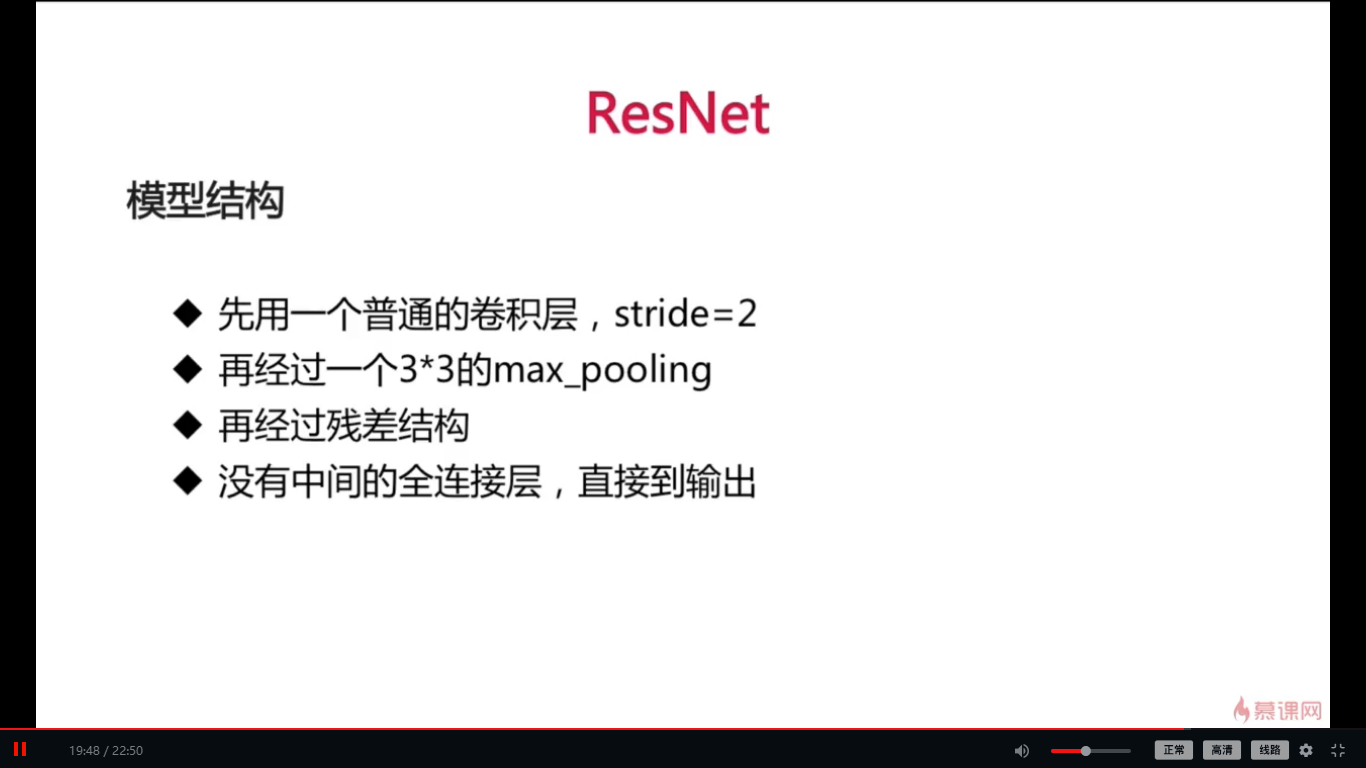 ResNet
模型结构
◆ 先用一个普通的卷积层，stride=2
◆ 再经过一个3*3的max_pooling
◆ 再经过残差结构
◆ 没有中间的全连接层，直接到输出
慕课网
19:48 / 22:50
正常 高清 线路